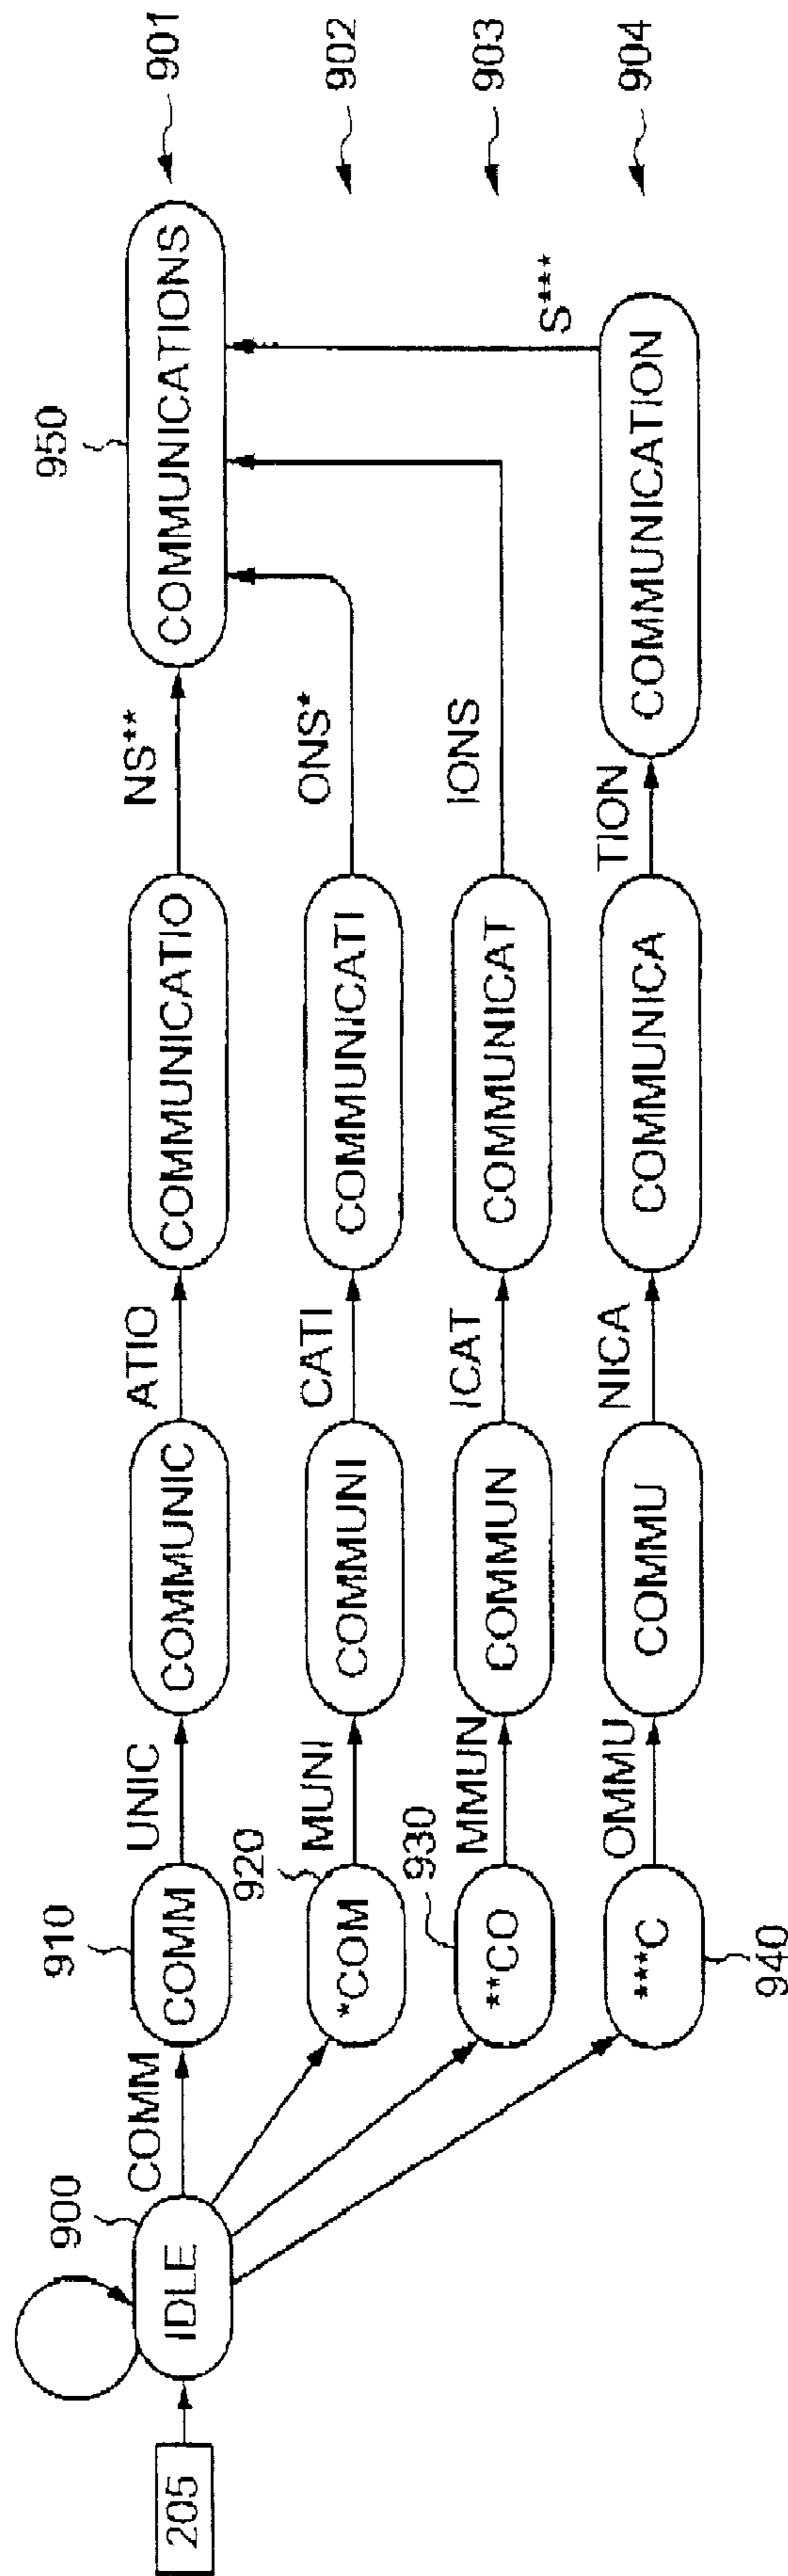 205
900
IDLE
COMM
910
COMM
UNIC
COMMUNIC
ATIO
COMMUNICATIO
NS**
950
COMMUNICATIONS
901
920
*COM
MUNI
COMMUNI
CATI
COMMUNICATI
ONS*
902
930
**CO
MMUN
COMMUN
ICAT
COMMUNICAT
IONS
903
940
***C
OMMU
COMMU
NICA
COMMUNICA
TION
COMMUNICATION
S***
904